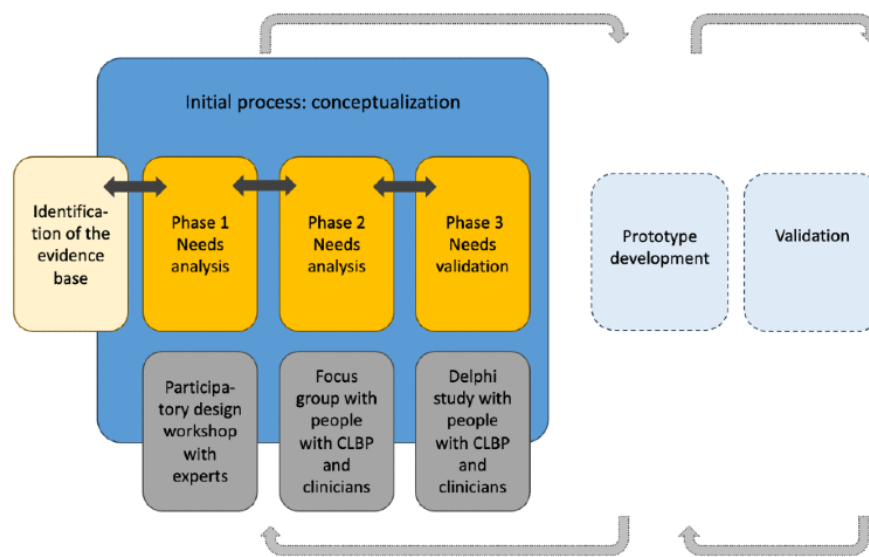 Initial process: conceptualization
Identifica-
tion of the
evidence
base
Phase 1
Needs
analysis
Phase 2
Needs
analysis
Phase 3
Needs
validation
Prototype
development
Validation
Participa-
tory design
workshop
with
experts
Focus
group with
people
with CLBP
and
clinicians
Delphi
study with
people
with CLBP
and
clinicians